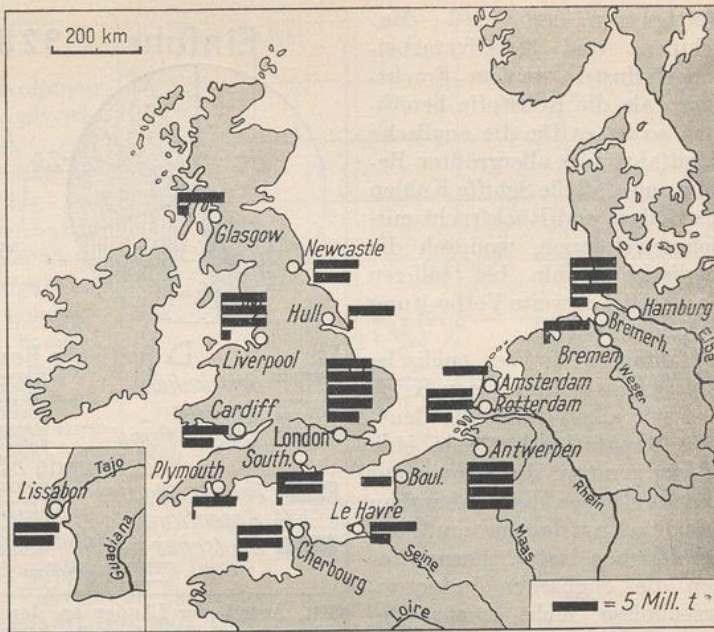 200 km
Glasgow
Newcastle
Hull
Liverpool
Hamburg
Bremerh.
Bremen
Elbe
Weser
Amsterdam
Rotterdam
Cardiff
London
South.
Antwerpen
Plymouth
Boul.
Rhein
Le Havre
Maas
Cherbourg
Seine
Loire
Tajo
Lissabon
Guadiana
= 5 Mill. t